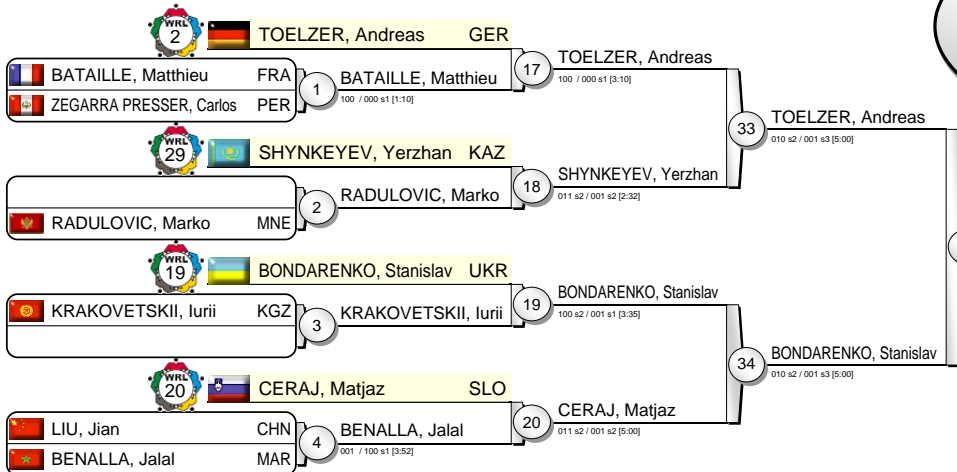 WRL
2
TOELZER, Andreas GER
BATAILLE, Matthieu FRA
ZEGARRA PRESSER, Carlos PER
1
BATAILLE, Matthieu
100 / 000 s1 [1:10]
17
TOELZER, Andreas
100 / 000 s1 [3:10]
WRL
29
SHYNKEYEV, Yerzhan KAZ
RADULOVIC, Marko MNE
2
RADULOVIC, Marko
18
SHYNKEYEV, Yerzhan
011 s2 / 001 s2 [2:32]
33
TOELZER, Andreas
010 s2 / 001 s3 [5:00]
WRL
19
BONDARENKO, Stanislav UKR
KRAKOVETSKII, Iurii KGZ
3
KRAKOVETSKII, Iurii
19
BONDARENKO, Stanislav
100 s2 / 001 s1 [3:35]
WRL
20
CERAJ, Matjaz SLO
LIU, Jian CHN
BENALLA, Jalal MAR
4
BENALLA, Jalal
001 / 100 s1 [3:52]
20
CERAJ, Matjaz
011 s2 / 001 s2 [5:00]
34
BONDARENKO, Stanislav
010 s2 / 001 s3 [5:00]